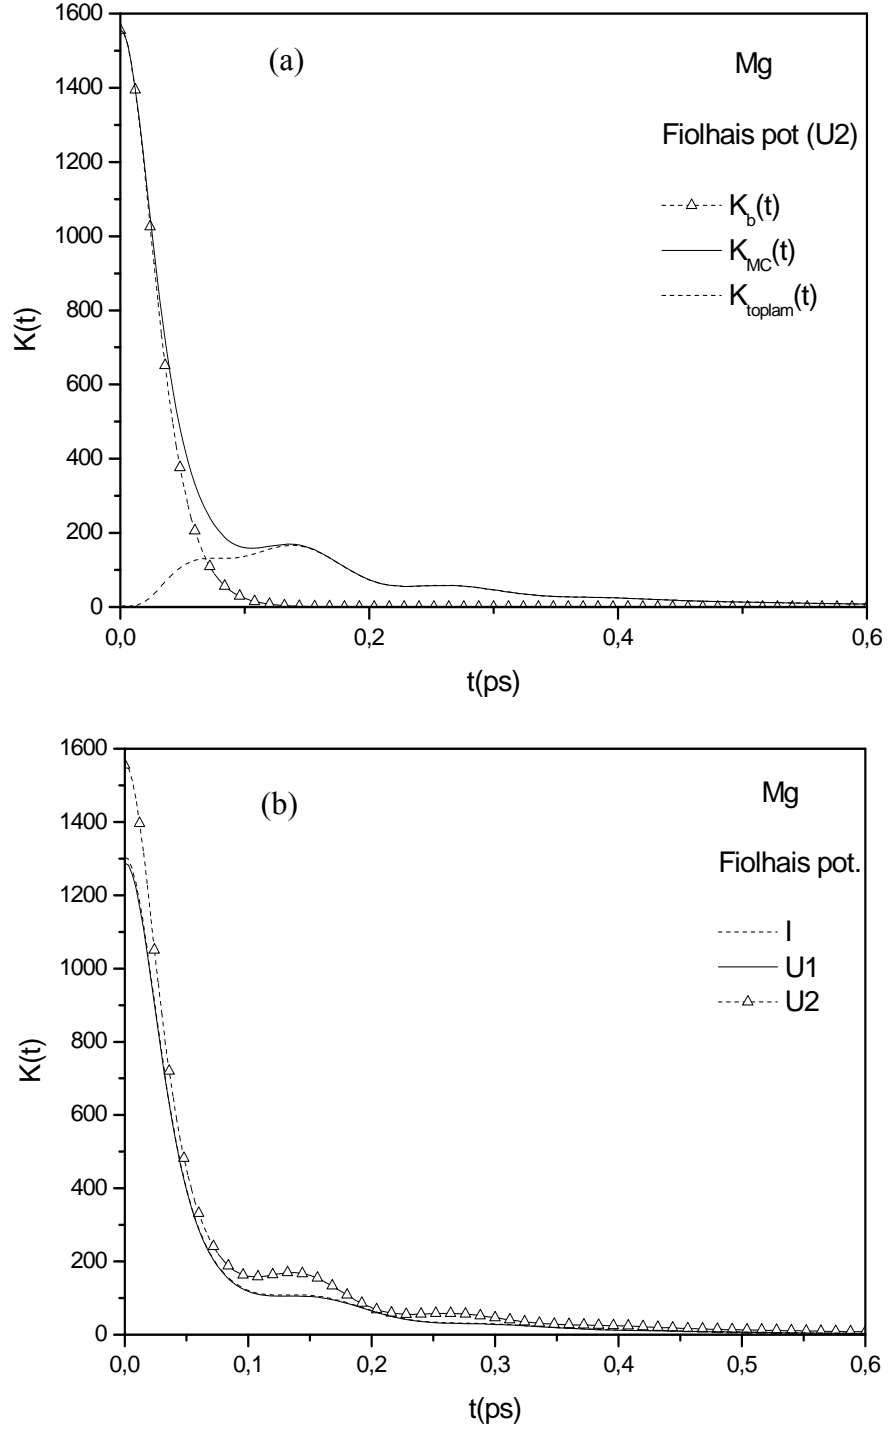 1600
1400
1200
1000
800
600
400
200
0
K(t)
(a)
Mg
Fiolhais pot (U2)
K_b(t)
K_MC(t)
K_toplam(t)
0,0
0,2
0,4
0,6
t(ps)
1600
1400
1200
1000
800
600
400
200
0
K(t)
(b)
Mg
Fiolhais pot.
I
U1
U2
0,0
0,1
0,2
0,3
0,4
0,5
0,6
t(ps)